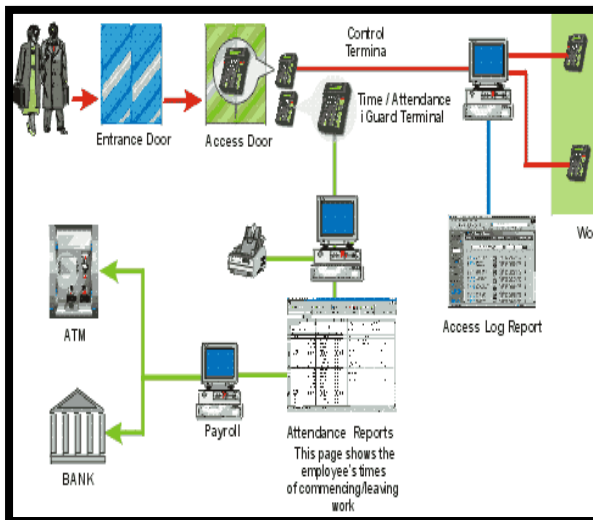 Control
Termina
Time / Attendance
i Guard Terminal
Entrance Door
Access Door
Wo
Access Log Report
ATM
Payroll
Attendance Reports
This page shows the
employee's times
of commencing/leaving
work
BANK